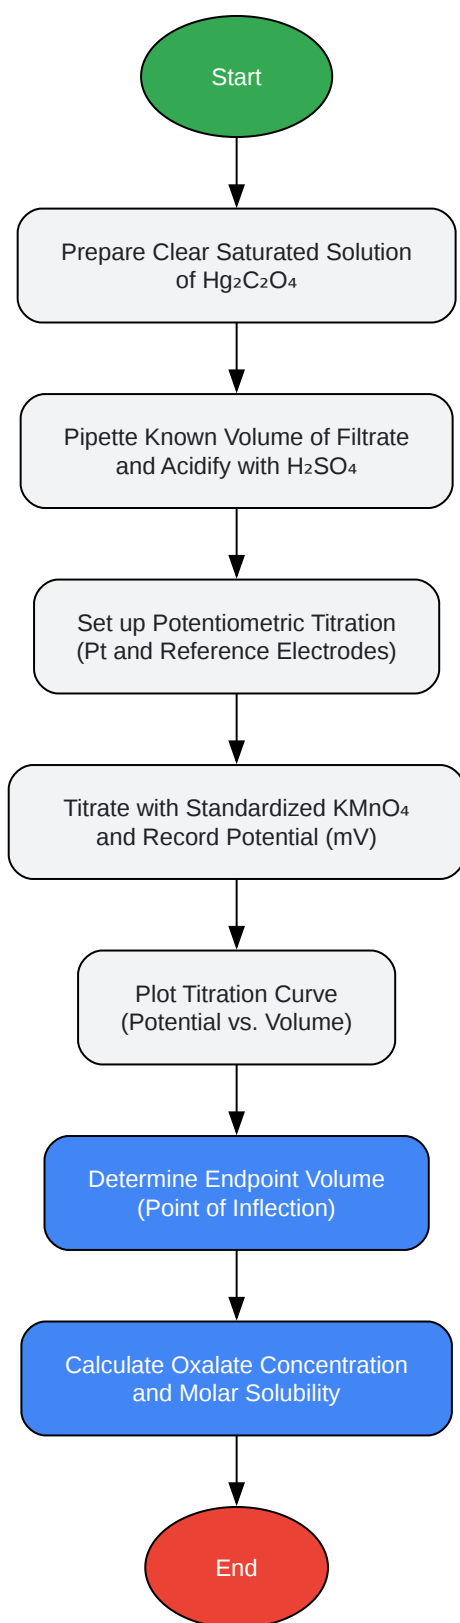 Start
Prepare Clear Saturated Solution
of Hg₂C₂O₄
Pipette Known Volume of Filtrate
and Acidify with H₂SO₄
Set up Potentiometric Titration
(Pt and Reference Electrodes)
Titrate with Standardized KMnO₄
and Record Potential (mV)
Plot Titration Curve
(Potential vs. Volume)
Determine Endpoint Volume
(Point of Inflection)
Calculate Oxalate Concentration
and Molar Solubility
End